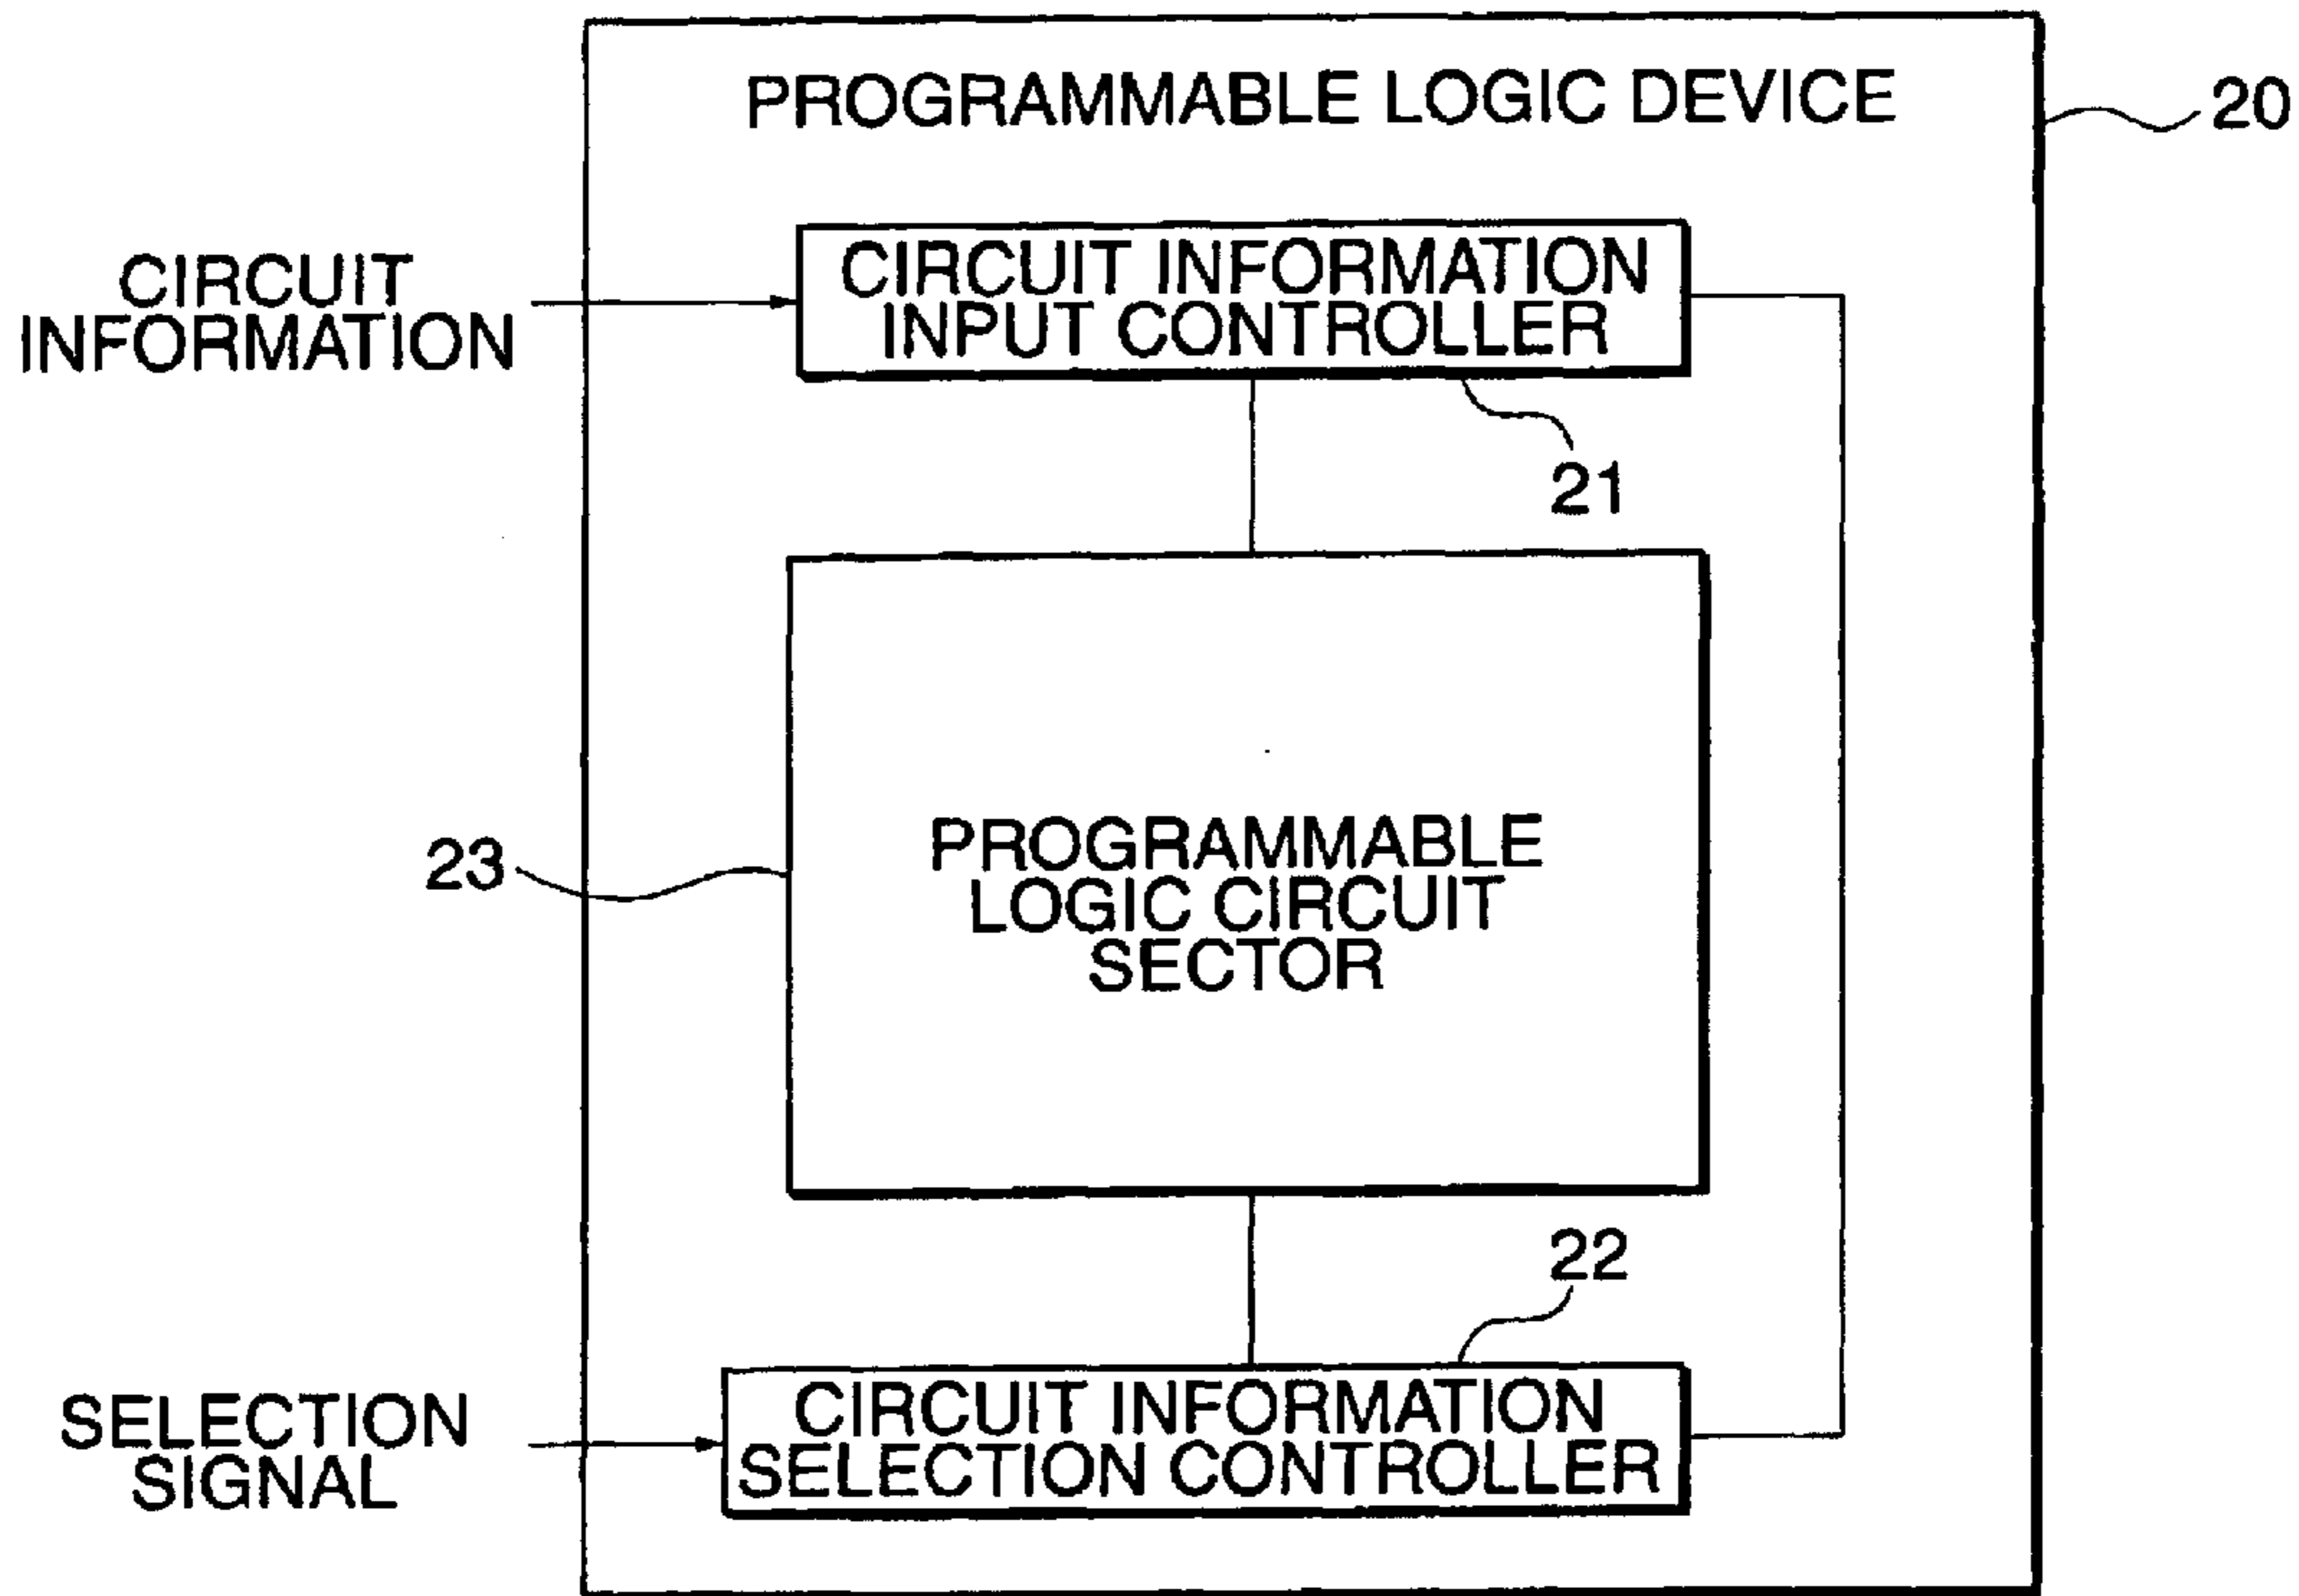 PROGRAMMABLE LOGIC DEVICE
20
CIRCUIT
INFORMATION
CIRCUIT INFORMATION
INPUT CONTROLLER
21
23
PROGRAMMABLE
LOGIC CIRCUIT
SECTOR
22
SELECTION
SIGNAL
CIRCUIT INFORMATION
SELECTION CONTROLLER